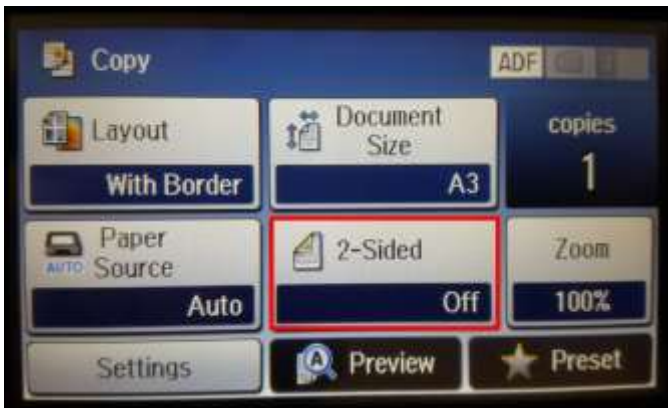 Copy
ADF
Layout
With Border
Document
Size
A3
copies
1
AUTO
Paper
Source
Auto
2-Sided
Off
Zoom
100%
Settings
A
Preview
Preset